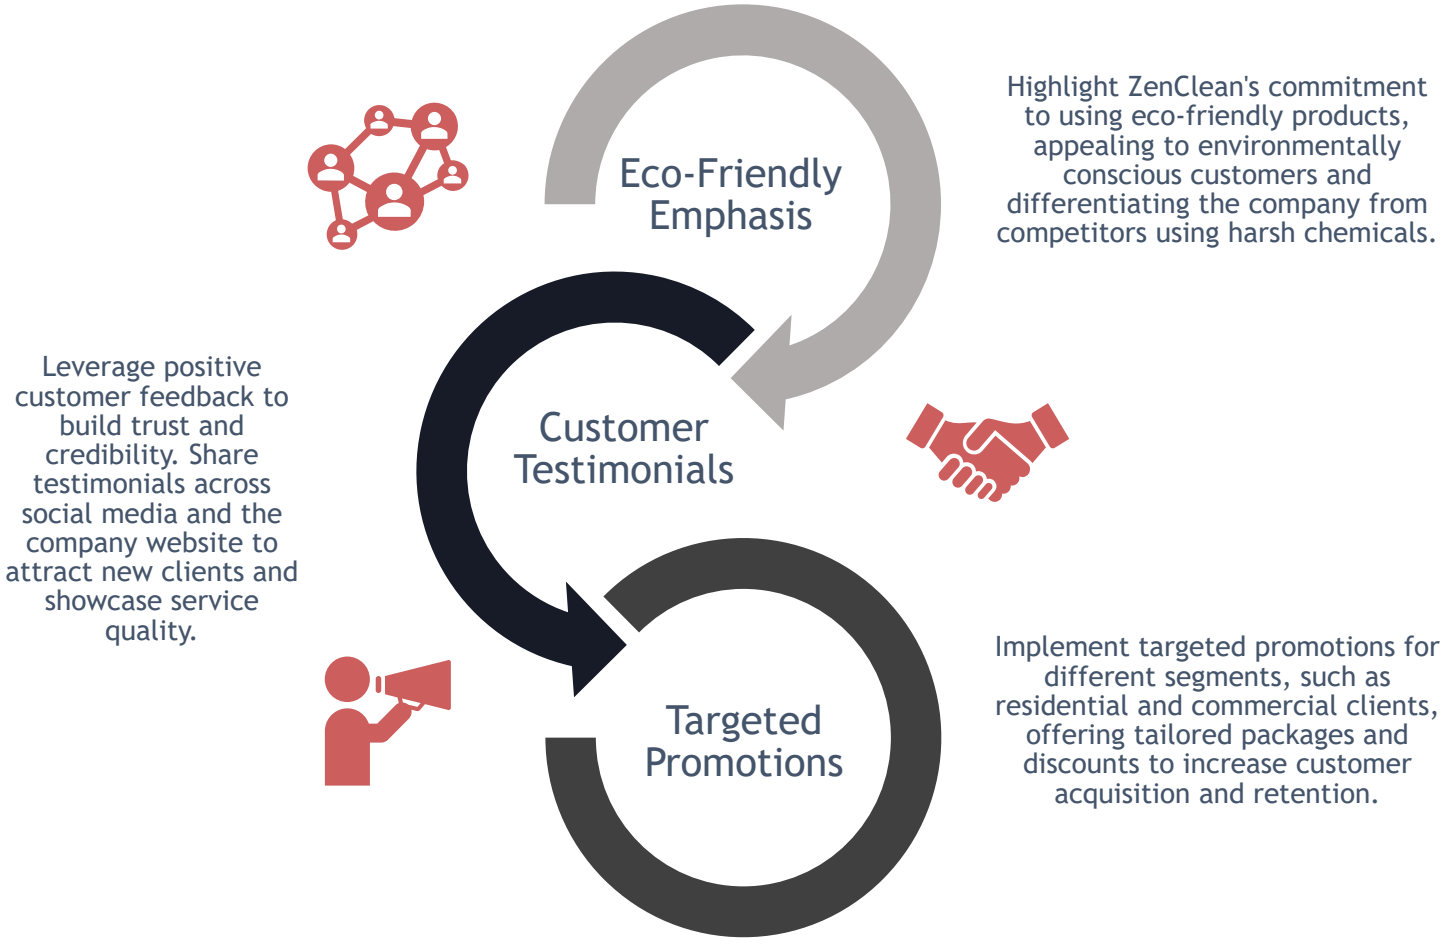 Eco-Friendly
Emphasis
Highlight ZenClean's commitment
to using eco-friendly products,
appealing to environmentally
conscious customers and
differentiating the company from
competitors using harsh chemicals.
Customer
Testimonials
Leverage positive
customer feedback to
build trust and
credibility. Share
testimonials across
social media and the
company website to
attract new clients and
showcase service
quality.
Targeted
Promotions
Implement targeted promotions for
different segments, such as
residential and commercial clients,
offering tailored packages and
discounts to increase customer
acquisition and retention.